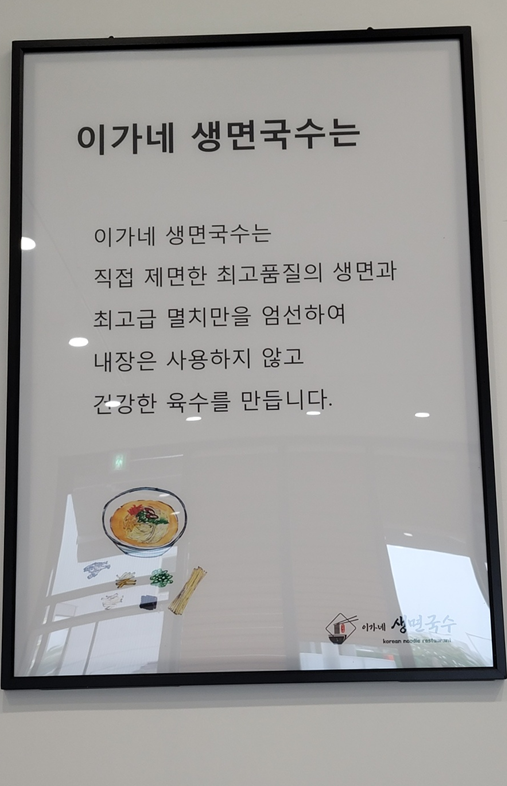 이가네 생면국수는
이가네 생면국수는
직접 제면한 최고품질의 생면과
최고급 멸치만을 엄선하여
내장은 사용하지 않고
건강한 육수를 만듭니다.
이가네 생면국수
korean noodle restaurant